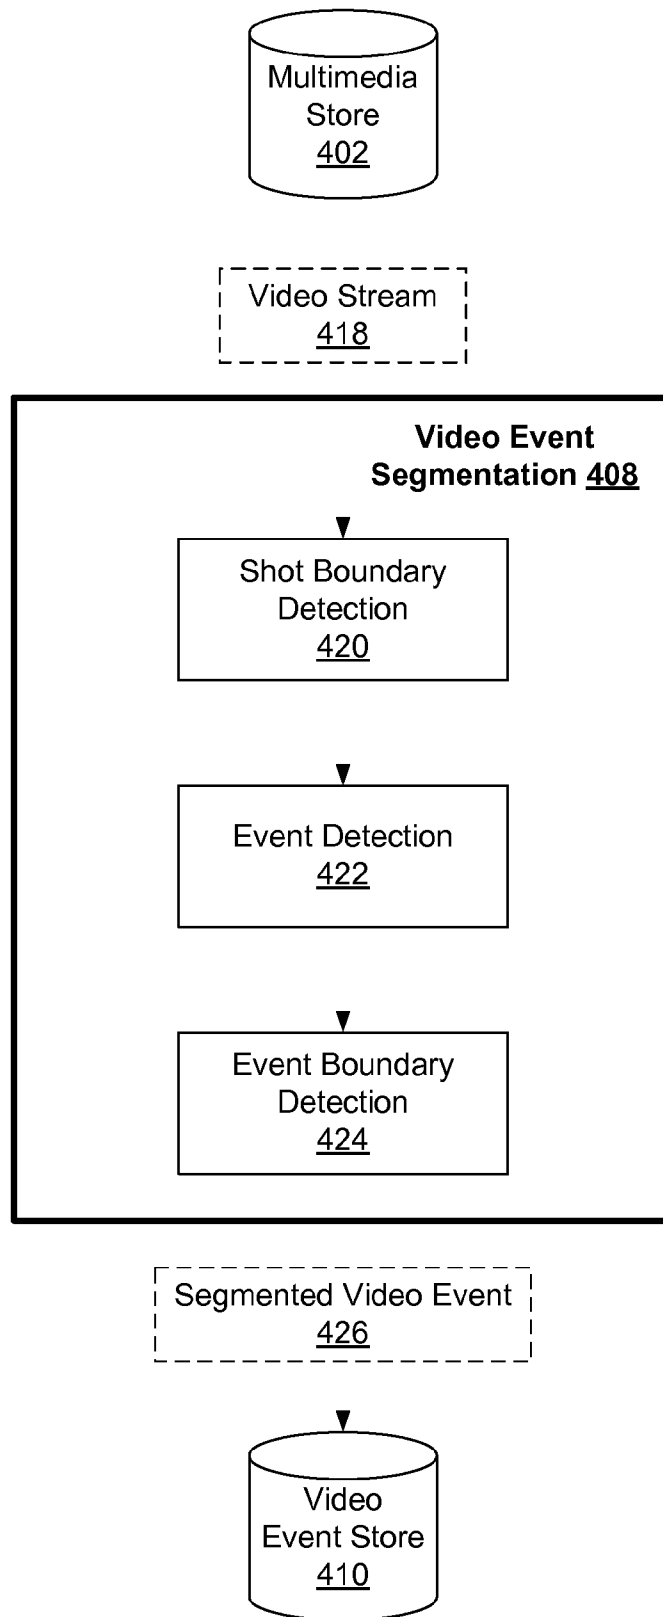 Multimedia
Store
402
Video Stream
418
Video Event
Segmentation 408
Shot Boundary
Detection
420
Event Detection
422
Event Boundary
Detection
424
Segmented Video Event
426
Video
Event Store
410